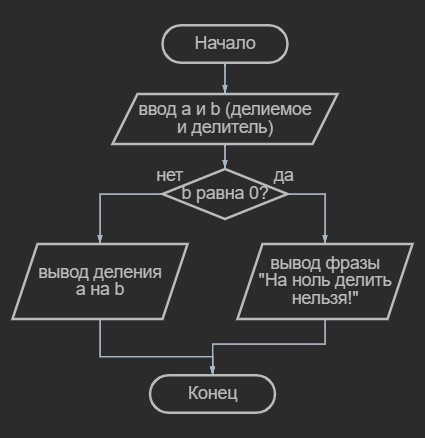 Начало
ввод a и b (делиемое
и делитель)
нет
да
b равна 0?
вывод деления
a на b
вывод фразы
"На ноль делить
нельзя!"
Конец